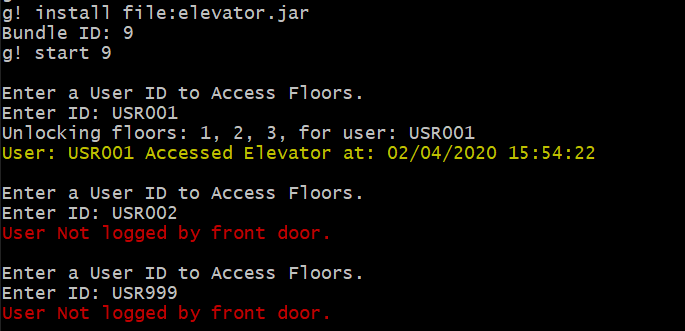 g! install file:elevator.jar
Bundle ID: 9
g! start 9
Enter a User ID to Access Floors.
Enter ID: USR001
Unlocking floors: 1, 2, 3, for user: USR001
User: USR001 Accessed Elevator at: 02/04/2020 15:54:22
Enter a User ID to Access Floors.
Enter ID: USR002
User Not logged by front door.
Enter a User ID to Access Floors.
Enter ID: USR999
User Not logged by front door.